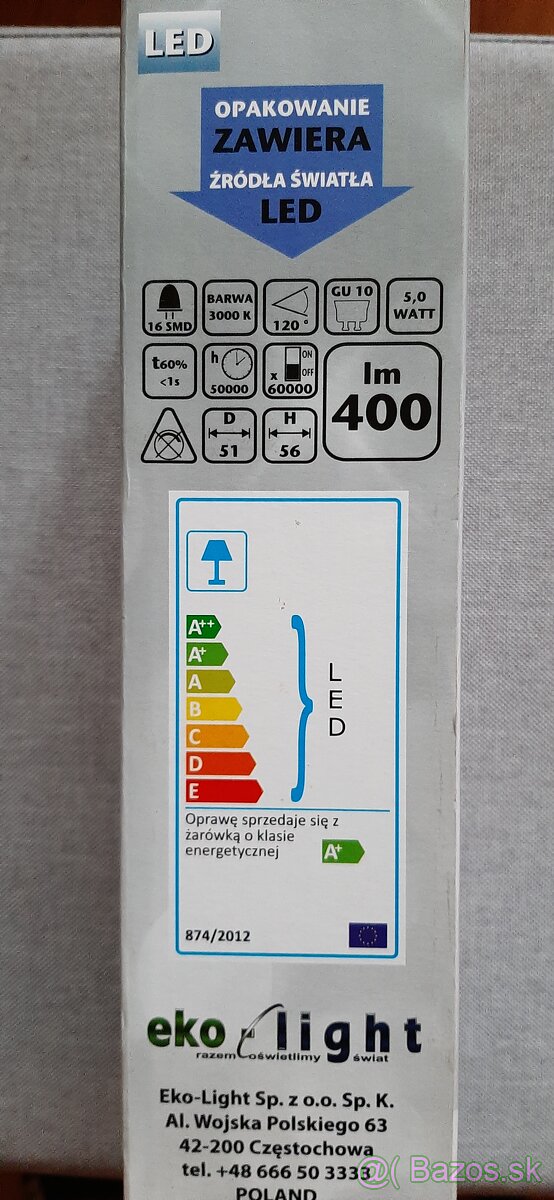 LED
OPAKOWANIE
ZAWIERA
ŹRÓDŁA ŚWIATŁA
LED
16 SMD
BARWA
3000 K
120°
GU 10
5,0
WATT
t60%
<1s
h
50000
ON
OFF
x
60000
lm
400
D
51
H
56
A++
A+
A
B
C
D
E
LED
Oprawę sprzedaje się z
żarówką o klasie
energetycznej
A+
874/2012
eko-light
razem oświetlimy świat
Eko-Light Sp. z o.o. Sp. K.
Al. Wojska Polskiego 63
42-200 Częstochowa
tel. +48 666 50 3333
POLAND
@( Bazos.sk